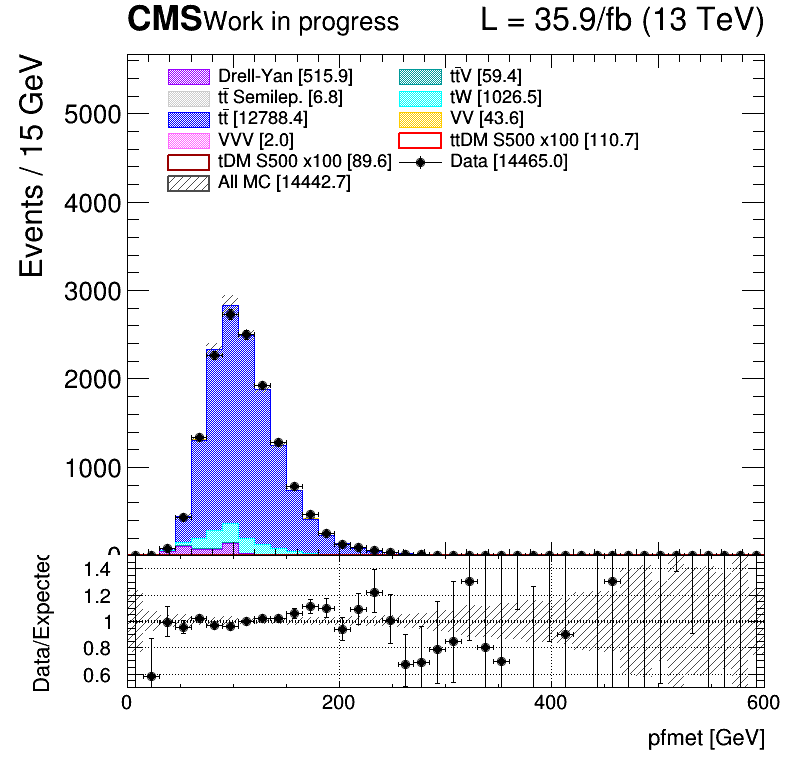 CMS Work in progress L = 35.9/fb (13 TeV)
Events / 15 GeV
5000
4000
3000
2000
1000
0
Drell-Yan [515.9] tt̄V [59.4]
tt̄ Semilep. [6.8] tW [1026.5]
tt̄ [12788.4] VV [43.6]
VVV [2.0] ttDM S500 x100 [110.7]
tDM S500 x100 [89.6] Data [14465.0]
All MC [14442.7]
Data/Expected
1.4
1.2
1
0.8
0.6
0 200 400 600
pfmet [GeV]